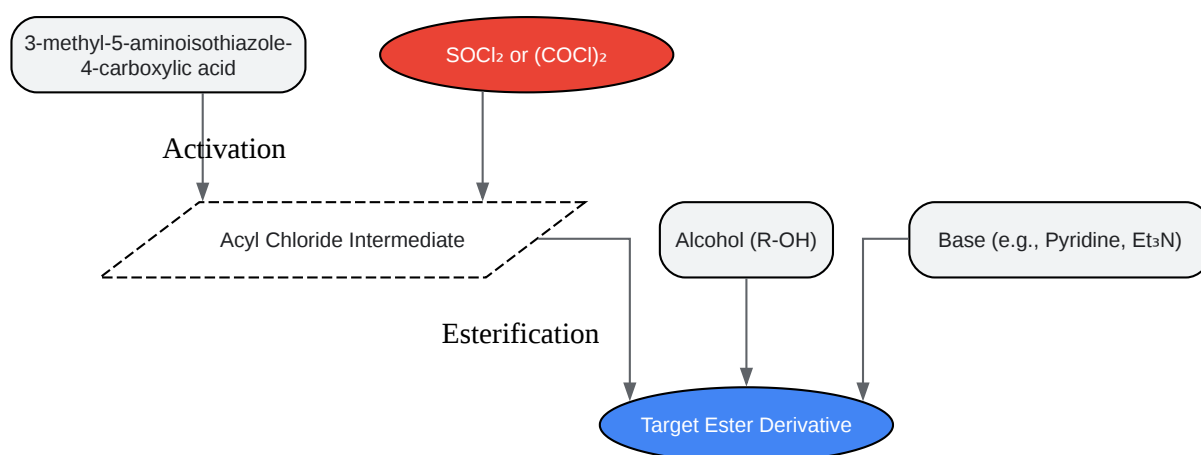 3-methyl-5-aminoisothiazole-
4-carboxylic acid
SOCl₂ or (COCl)₂
Activation
Acyl Chloride Intermediate
Alcohol (R-OH)
Base (e.g., Pyridine, Et₃N)
Esterification
Target Ester Derivative